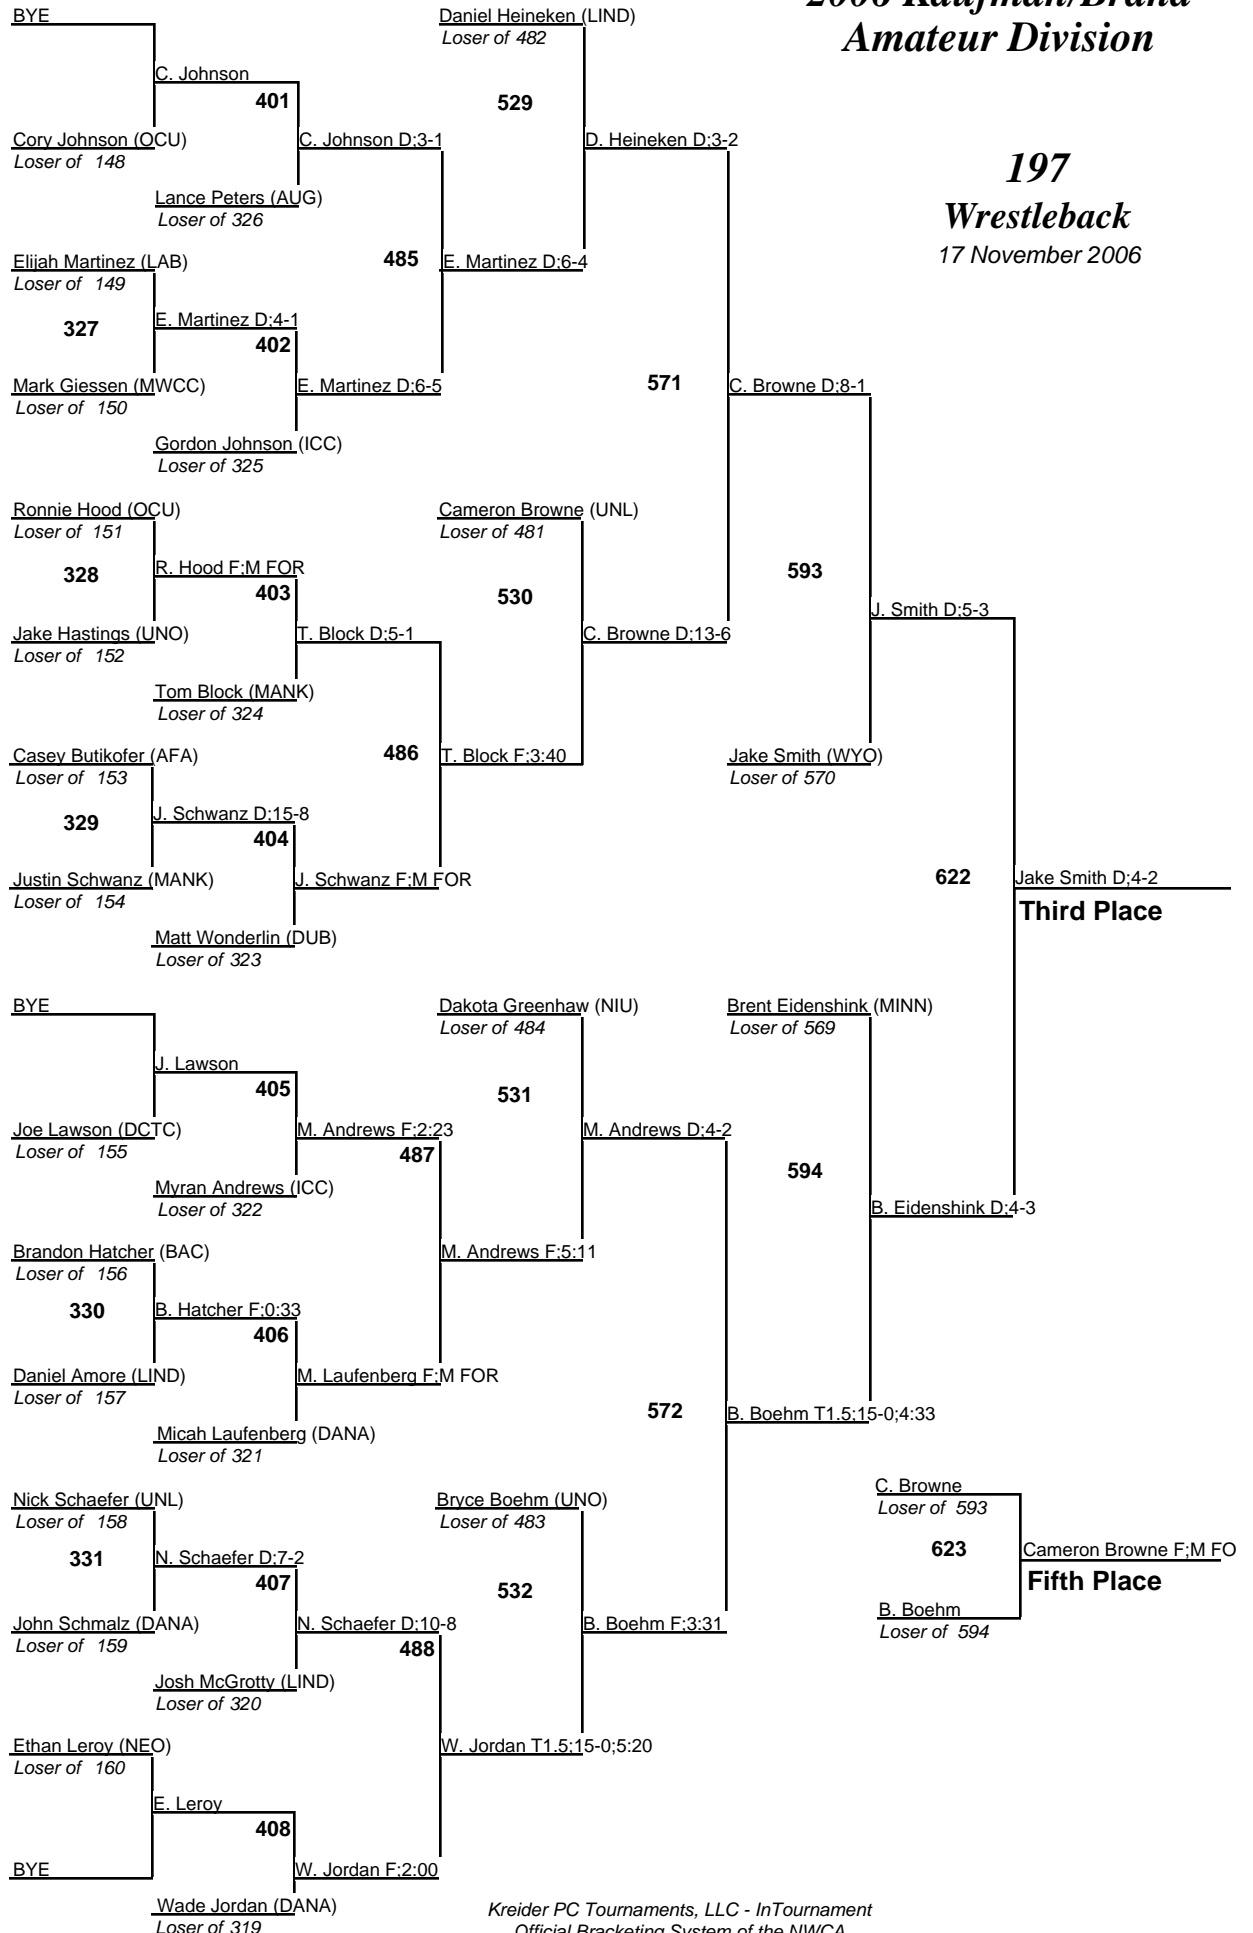 2006 Kaufman/Brand
Amateur Division
197
Wrestleback
17 November 2006
BYE
C. Johnson
401
Cory Johnson (OCU)
Loser of 148
C. Johnson D;3-1
Lance Peters (AUG)
Loser of 326
Elijah Martinez (LAB)
Loser of 149
485
E. Martinez D;6-4
327
E. Martinez D;4-1
402
Mark Giessen (MWCC)
Loser of 150
E. Martinez D;6-5
Gordon Johnson (ICC)
Loser of 325
Daniel Heineken (LIND)
Loser of 482
529
D. Heineken D;3-2
571
C. Browne D;8-1
Ronnie Hood (OCU)
Loser of 151
328
R. Hood F;M FOR
403
Jake Hastings (UNO)
Loser of 152
T. Block D;5-1
Tom Block (MANK)
Loser of 324
Cameron Browne (UNL)
Loser of 481
530
C. Browne D;13-6
593
J. Smith D;5-3
Casey Butikofer (AFA)
Loser of 153
486
T. Block F;3:40
Jake Smith (WYO)
Loser of 570
329
J. Schwanz D;15-8
404
Justin Schwanz (MANK)
Loser of 154
J. Schwanz F;M FOR
Matt Wonderlin (DUB)
Loser of 323
622
Jake Smith D;4-2
Third Place
BYE
J. Lawson
405
Joe Lawson (DCTC)
Loser of 155
M. Andrews F;2:23
487
Myran Andrews (ICC)
Loser of 322
Dakota Greenhaw (NIU)
Loser of 484
531
M. Andrews D;4-2
Brent Eidenshink (MINN)
Loser of 569
594
B. Eidenshink D;4-3
Brandon Hatcher (BAC)
Loser of 156
M. Andrews F;5:11
330
B. Hatcher F;0:33
406
Daniel Amore (LIND)
Loser of 157
M. Laufenberg F;M FOR
Micah Laufenberg (DANA)
Loser of 321
572
B. Boehm T1.5;15-0;4:33
Nick Schaefer (UNL)
Loser of 158
331
N. Schaefer D;7-2
407
John Schmalz (DANA)
Loser of 159
N. Schaefer D;10-8
488
Josh McGrotty (LIND)
Loser of 320
Bryce Boehm (UNO)
Loser of 483
532
B. Boehm F;3:31
C. Browne
Loser of 593
623
Cameron Browne F;M FO
Fifth Place
B. Boehm
Loser of 594
Ethan Leroy (NEO)
Loser of 160
W. Jordan T1.5;15-0;5:20
E. Leroy
408
BYE
W. Jordan F;2:00
Wade Jordan (DANA)
Loser of 319
Kreider PC Tournaments, LLC - InTournament
Official Bracketing System of the NWCA